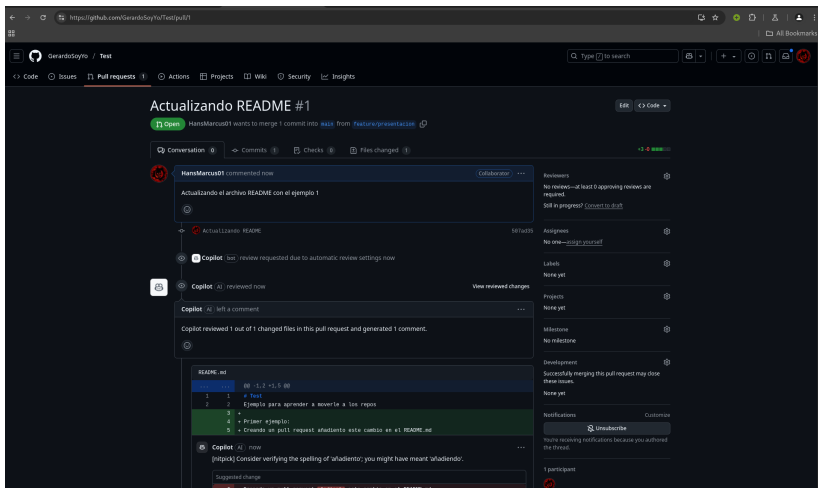 https://github.com/GerardoSoyYo/Test/pull/1
All Bookmarks
GerardoSoyYo / Test
Type / to search
Code
Issues
Pull requests 1
Actions
Projects
Wiki
Security
Insights
Actualizando README #1
Edit
<> Code
Open
HansMarcus01 wants to merge 1 commit into main from feature/presentacion
Conversation 0
Commits 1
Checks 0
Files changed 1
+3 -0
HansMarcus01 commented now
Collaborator
Actualizando el archivo README con el ejemplo 1
Actualizando README
507ad35
Copilot bot review requested due to automatic review settings now
Copilot AI reviewed now
View reviewed changes
Copilot AI left a comment
Copilot reviewed 1 out of 1 changed files in this pull request and generated 1 comment.
README.md
... ... @@ -1,2 +1,5 @@
1 1 # Test
2 2 Ejemplo para aprender a moverle a los repos
3 +
4 + Primer ejemplo:
5 + Creando un pull request añadiento este cambio en el README.md
Copilot AI now
[nitpick] Consider verifying the spelling of 'añadiento'; you might have meant 'añadiendo'.
Suggested change
Reviewers
No reviews—at least 0 approving reviews are
required.
Still in progress? Convert to draft
Assignees
No one—assign yourself
Labels
None yet
Projects
None yet
Milestone
No milestone
Development
Successfully merging this pull request may close
these issues.
None yet
Notifications
Customize
Unsubscribe
You're receiving notifications because you authored
the thread.
1 participant